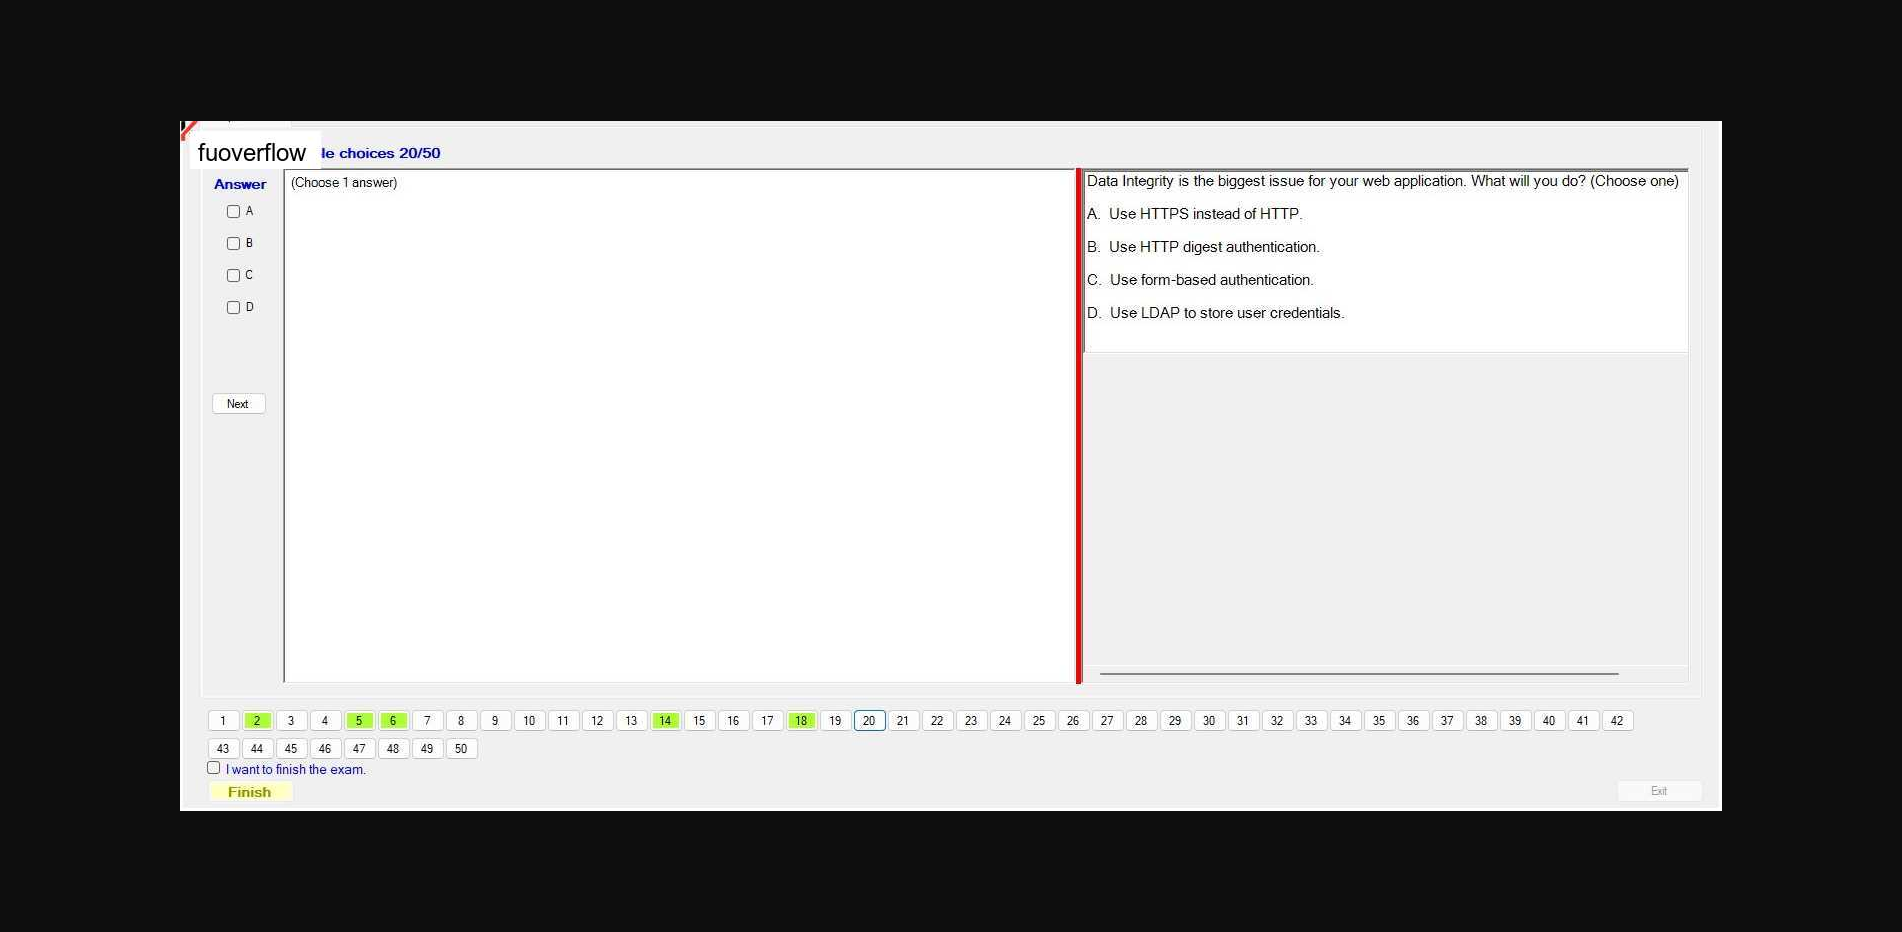 fuoverflow
le choices 20/50
Answer
(Choose 1 answer)
A
B
C
D
Next
Data Integrity is the biggest issue for your web application. What will you do? (Choose one)
A. Use HTTPS instead of HTTP.
B. Use HTTP digest authentication.
C. Use form-based authentication.
D. Use LDAP to store user credentials.
1 2 3 4 5 6 7 8 9 10 11 12 13 14 15 16 17 18 19 20 21 22 23 24 25 26 27 28 29 30 31 32 33 34 35 36 37 38 39 40 41 42
43 44 45 46 47 48 49 50
I want to finish the exam.
Finish
Exit